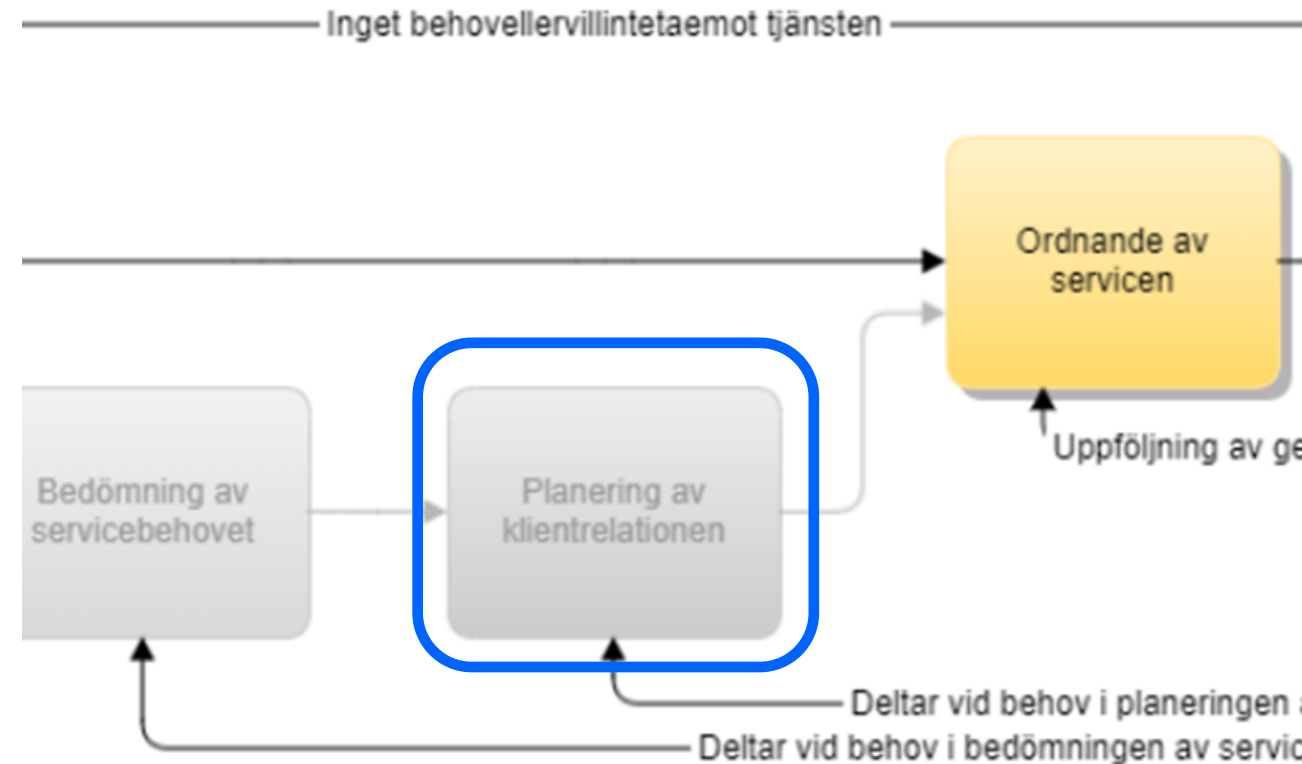 Inget behovellervillintetaemot tjänsten
Ordnande av
servicen
Uppföljning av
Bedömning av
servicebehovet
Planering av
klientrelationen
Deltar vid behov i planeringen
Deltar vid behov i bedömningen av